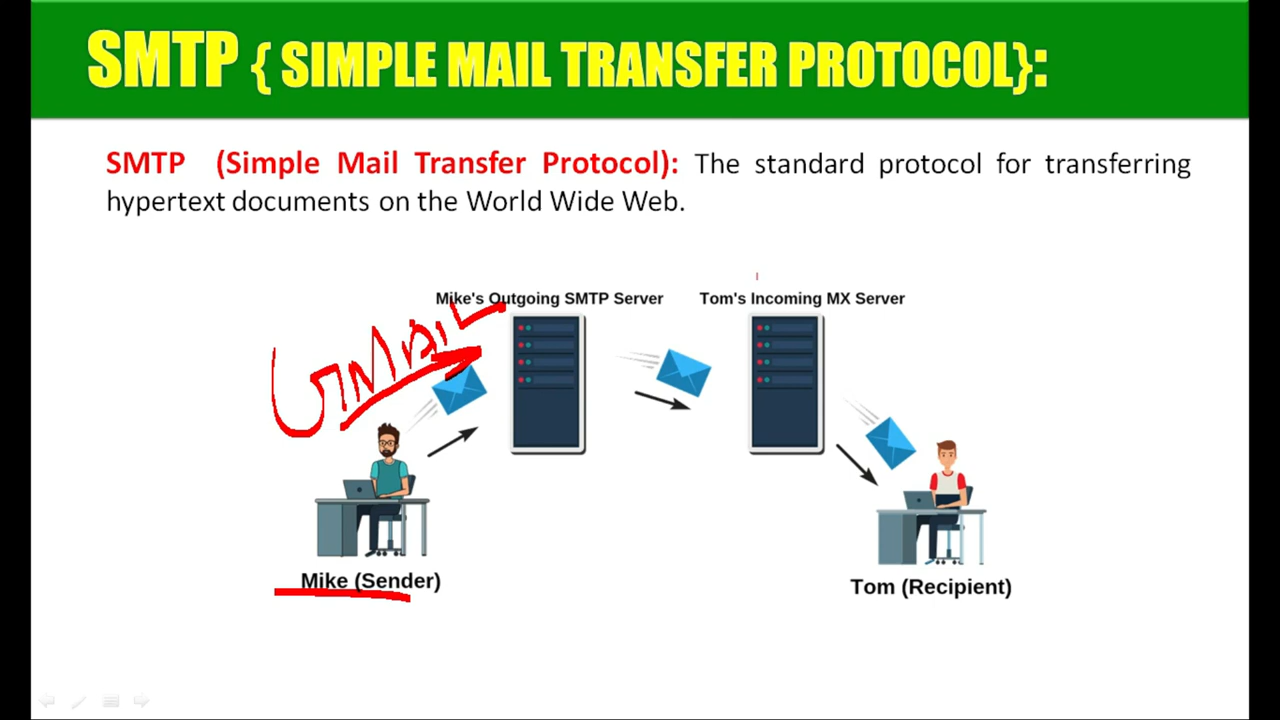 SMTP { SIMPLE MAIL TRANSFER PROTOCOL}:
SMTP (Simple Mail Transfer Protocol): The standard protocol for transferring
hypertext documents on the World Wide Web.
Mike's Outgoing SMTP Server
Tom's Incoming MX Server
GMAIL
Mike (Sender)
Tom (Recipient)